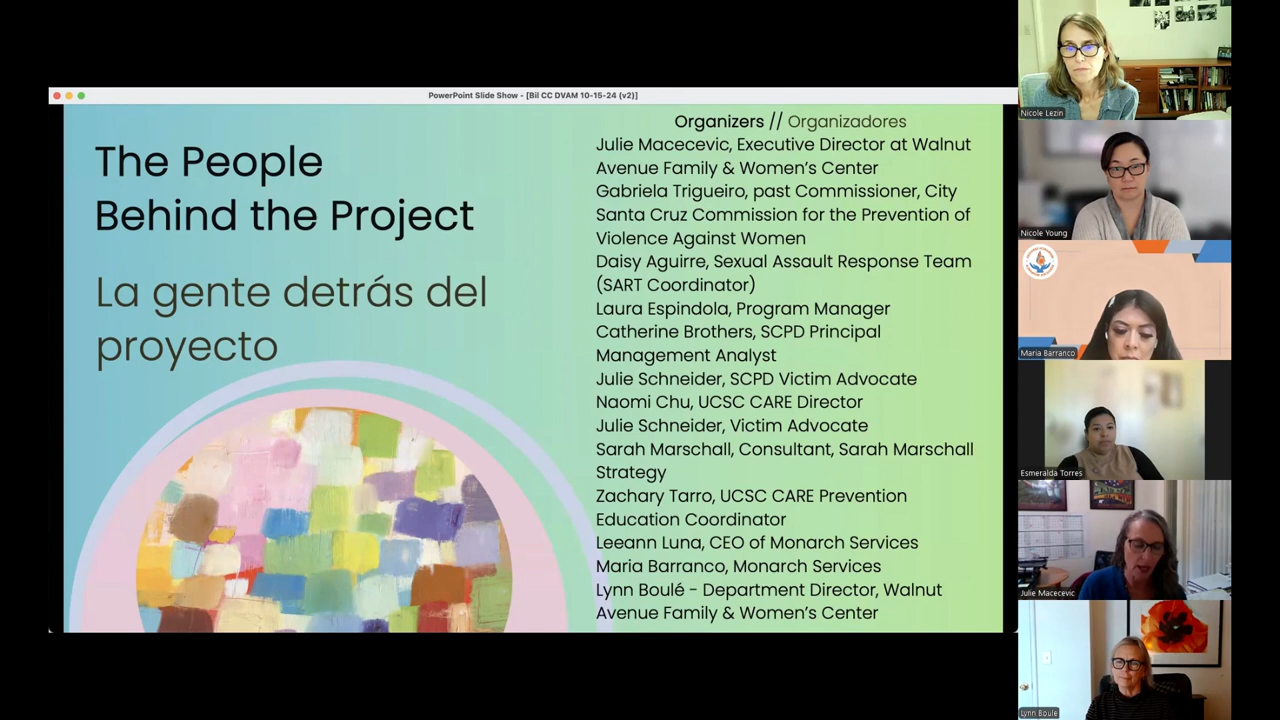 PowerPoint Slide Show - [Bil CC DVAM 10-15-24 (v2)]
The People
Behind the Project
La gente detrás del
proyecto
Organizers // Organizadores
Julie Macecevic, Executive Director at Walnut
Avenue Family & Women's Center
Gabriela Trigueiro, past Commissioner, City
Santa Cruz Commission for the Prevention of
Violence Against Women
Daisy Aguirre, Sexual Assault Response Team
(SART Coordinator)
Laura Espindola, Program Manager
Catherine Brothers, SCPD Principal
Management Analyst
Julie Schneider, SCPD Victim Advocate
Naomi Chu, UCSC CARE Director
Julie Schneider, Victim Advocate
Sarah Marschall, Consultant, Sarah Marschall
Strategy
Zachary Tarro, UCSC CARE Prevention
Education Coordinator
Leeann Luna, CEO of Monarch Services
Maria Barranco, Monarch Services
Lynn Boulé - Department Director, Walnut
Avenue Family & Women's Center
Nicole Lezin
Nicole Young
Maria Barranco
Esmeralda Torres
Julie Macecevic
Lynn Boule